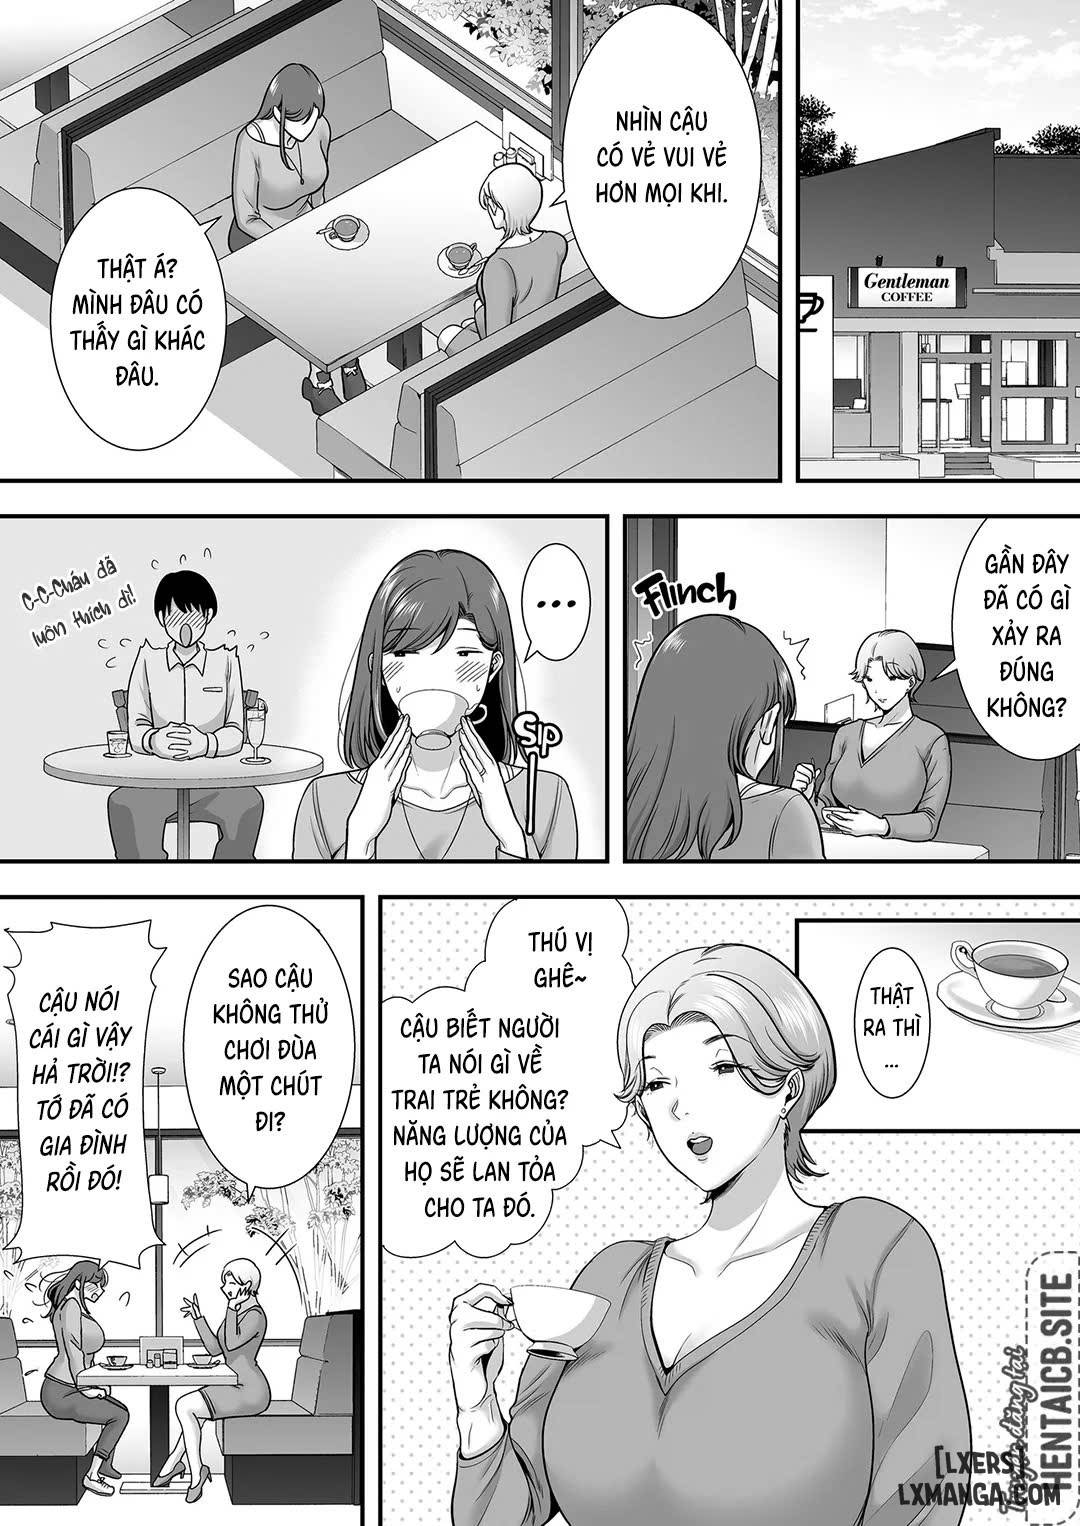 Gentleman
COFFEE
NHÌN CẬU
CÓ VẺ VUI VẺ
HƠN MỌI KHI.
THẬT Á?
MÌNH ĐÂU CÓ
THẤY GÌ KHÁC
ĐÂU.
GẦN ĐÂY
ĐÃ CÓ GÌ
XẢY RA
ĐÚNG
KHÔNG?
Flinch
...
Sip
C-C-Cháu đã
luôn thích dì!
THẬT
RA THÌ
...
THÚ VỊ
GHÊ~
CẬU BIẾT NGƯỜI
TA NÓI GÌ VỀ
TRAI TRẺ KHÔNG?
NĂNG LƯỢNG CỦA
HỌ SẼ LAN TỎA
CHO TA ĐÓ.
SAO CẬU
KHÔNG THỬ
CHƠI ĐÙA
MỘT CHÚT
ĐI?
CẬU NÓI
CÁI GÌ VẬY
HẢ TRỜI!?
TỚ ĐÃ CÓ
GIA ĐÌNH
RỒI ĐÓ!
HENTAICB.SITE
[LXERS]
LXMANGA.COM